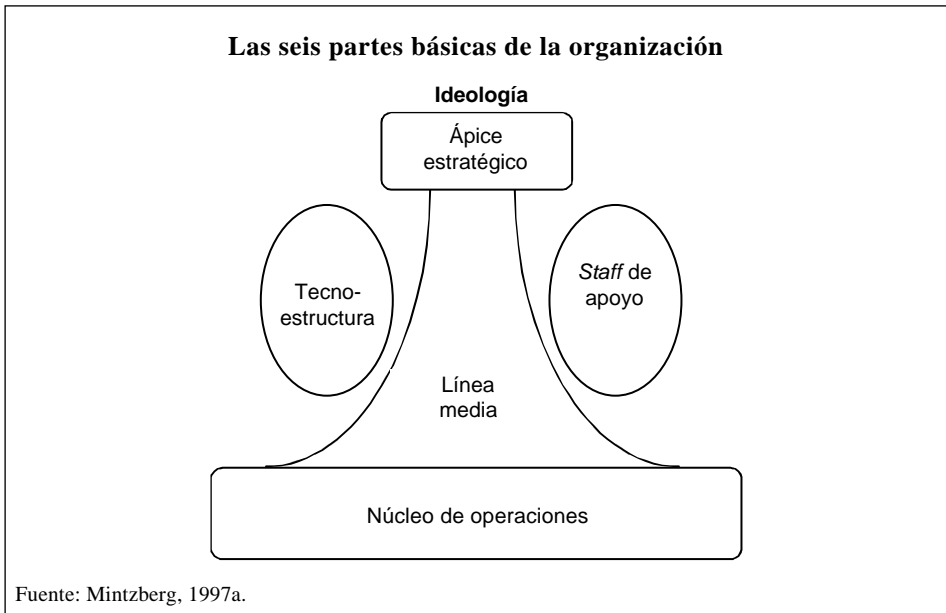 Las seis partes básicas de la organización
Ideología
Ápice
estratégico
Tecno-
estructura
Staff de
apoyo
Línea
media
Núcleo de operaciones
Fuente: Mintzberg, 1997a.